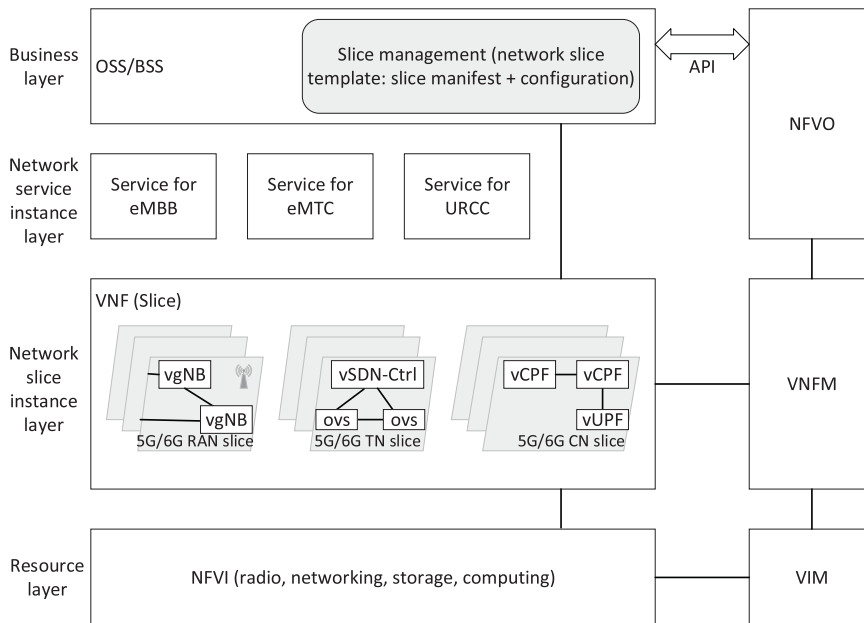 Business
layer
OSS/BSS
Slice management (network slice
template: slice manifest + configuration)
API
NFVO
Network
service
instance
layer
Service for
eMBB
Service for
eMTC
Service for
URCC
Network
slice
instance
layer
VNF (Slice)
vgNB
vgNB
5G/6G RAN slice
vSDN-Ctrl
ovs
ovs
5G/6G TN slice
vCPF
vCPF
vUPF
5G/6G CN slice
VNFM
Resource
layer
NFVI (radio, networking, storage, computing)
VIM